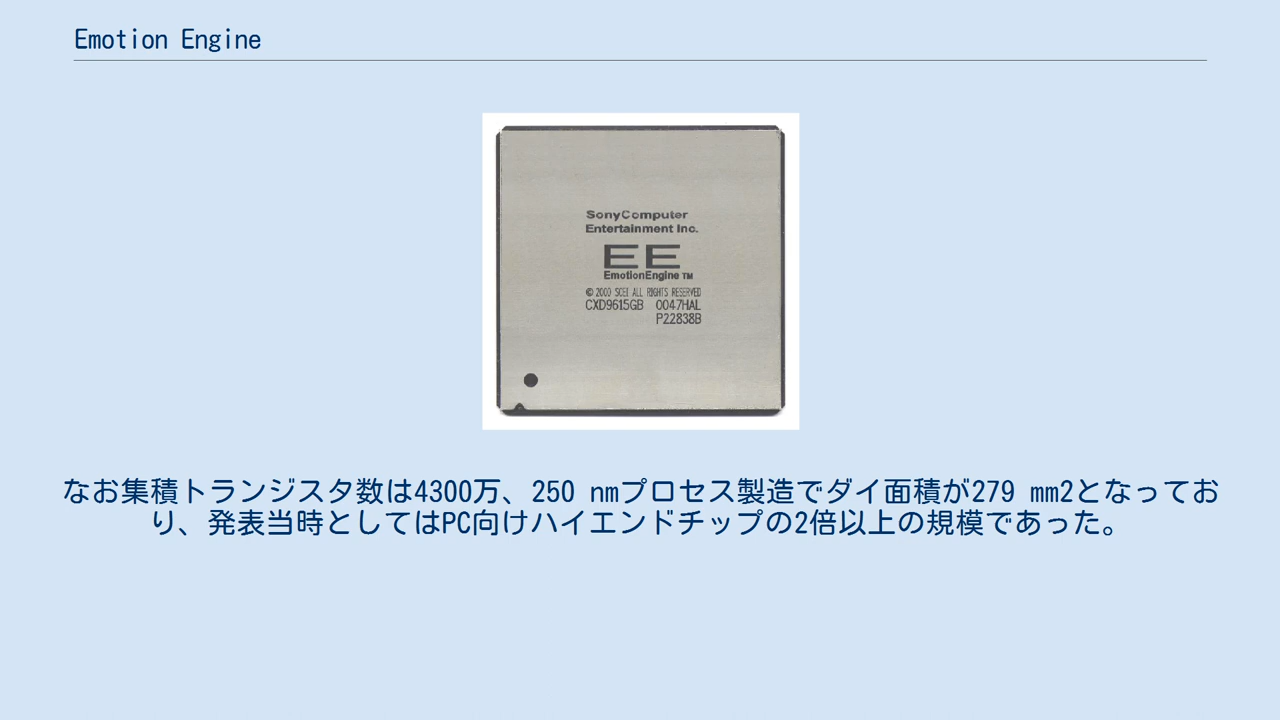 Emotion Engine
SonyComputer
Entertainment Inc.
EE
EmotionEngine™
© 2000 SCEI ALL RIGHTS RESERVED
CXD9615GB 0047HAL
P22838B
なお集積トランジスタ数は4300万、250 nmプロセス製造でダイ面積が279 mm2となってお
り、発表当時としてはPC向けハイエンドチップの2倍以上の規模であった。